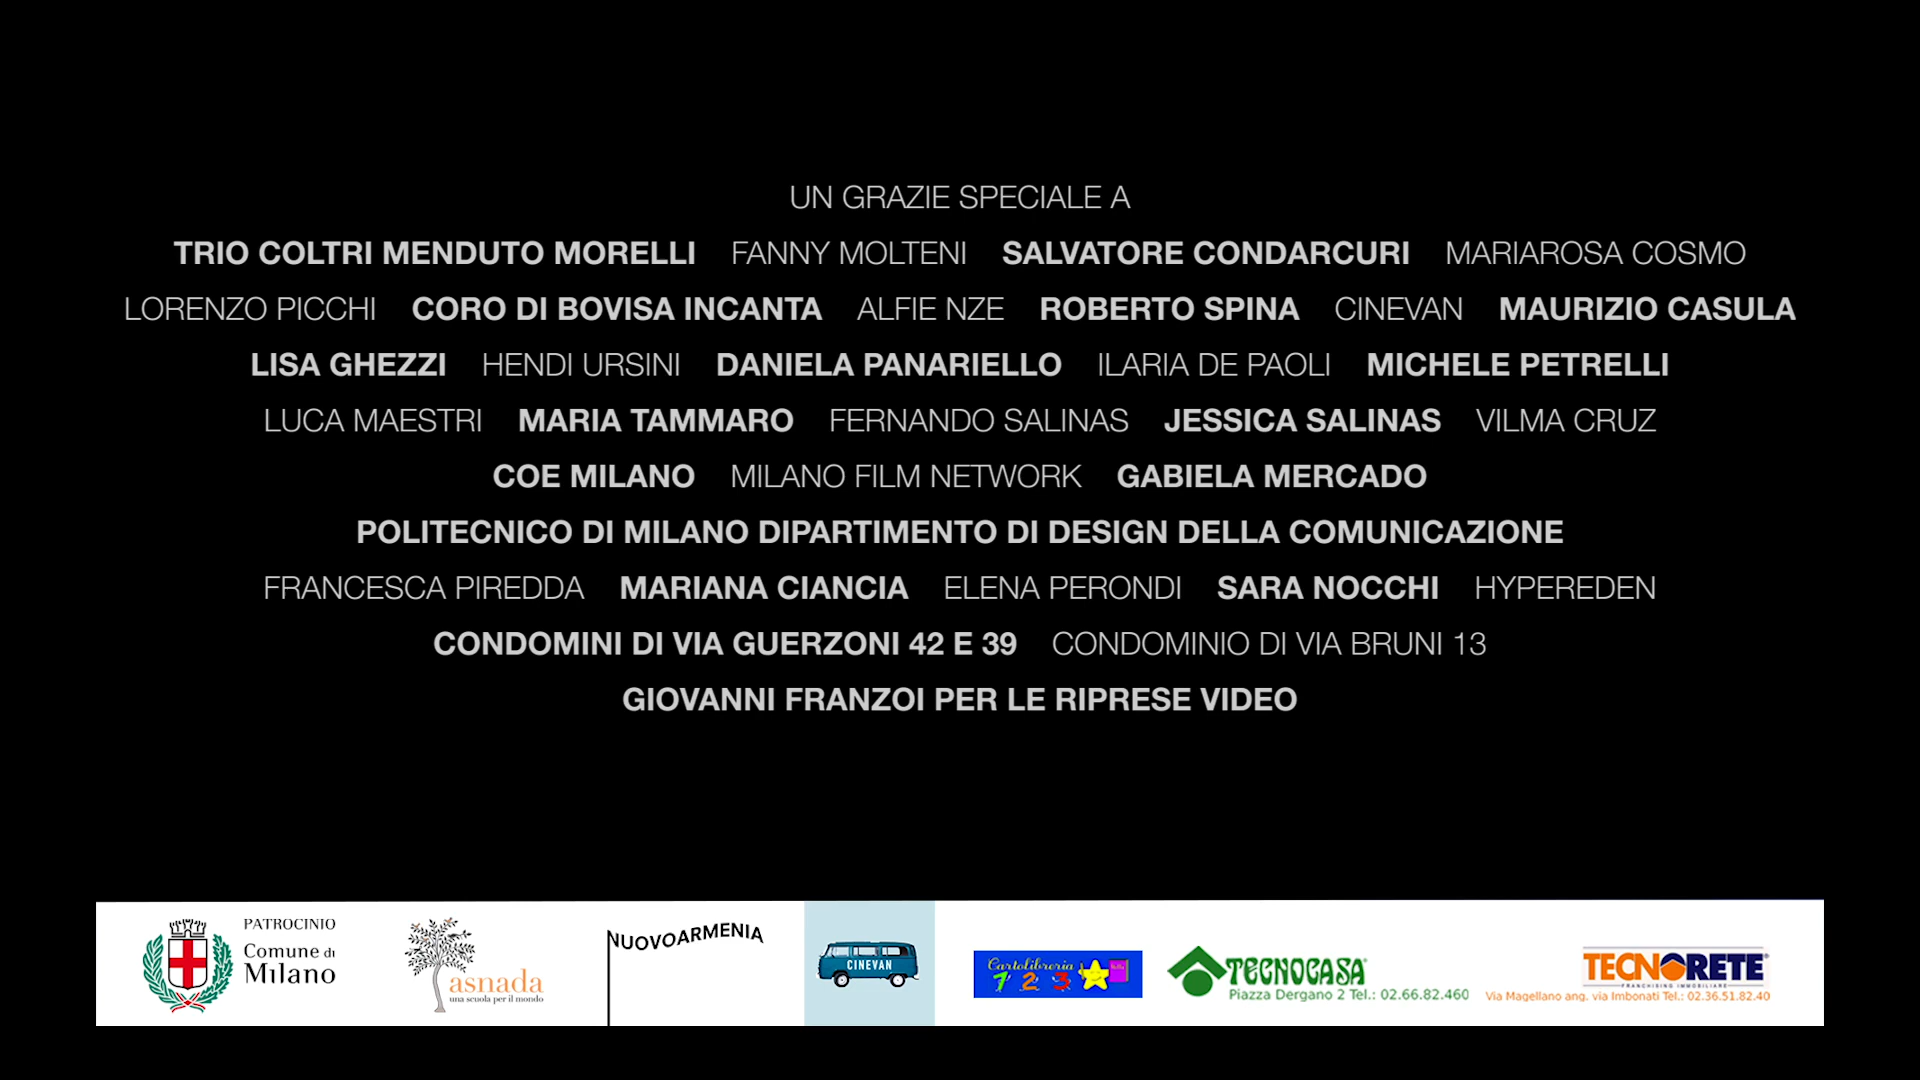 UN GRAZIE SPECIALE A
TRIO COLTRI MENDUTO MORELLI FANNY MOLTENI SALVATORE CONDARCURI MARIAROSA COSMO
LORENZO PICCHI CORO DI BOVISA INCANTA ALFIE NZE ROBERTO SPINA CINEVAN MAURIZIO CASULA
LISA GHEZZI HENDI URSINI DANIELA PANARIELLO ILARIA DE PAOLI MICHELE PETRELLI
LUCA MAESTRI MARIA TAMMARO FERNANDO SALINAS JESSICA SALINAS VILMA CRUZ
COE MILANO MILANO FILM NETWORK GABIELA MERCADO
POLITECNICO DI MILANO DIPARTIMENTO DI DESIGN DELLA COMUNICAZIONE
FRANCESCA PIREDDA MARIANA CIANCIA ELENA PERONDI SARA NOCCHI HYPEREDEN
CONDOMINI DI VIA GUERZONI 42 E 39 CONDOMINIO DI VIA BRUNI 13
GIOVANNI FRANZOI PER LE RIPRESE VIDEO
PATROCINIO
Comune di
Milano
asnada
una scuola per il mondo
NUOVOARMENIA
CINEVAN
Cartolibreria
1 2 3
TECNOCASA
Piazza Dergano 2 Tel.: 02.66.82.460
TECNORETE
FRANCHISING IMMOBILIARE
Via Magellano ang. via Imbonati Tel.: 02.36.51.82.40